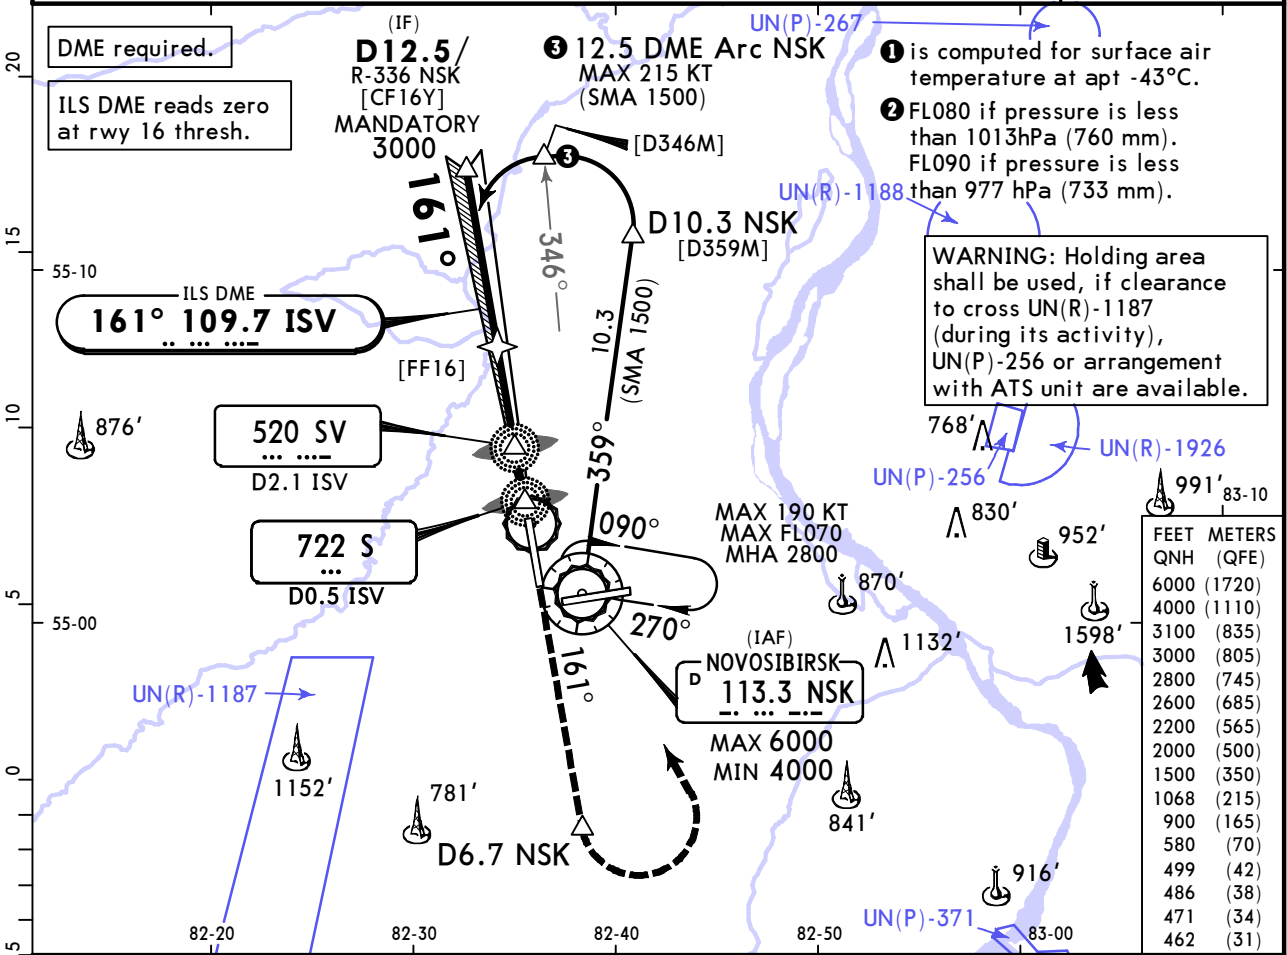 DME required.
ILS DME reads zero
at rwy 16 thresh.
(IF)
D12.5/
R-336 NSK
[CF16Y]
MANDATORY
3000
3 12.5 DME Arc NSK
MAX 215 KT
(SMA 1500)
[D346M]
3
UN(P)-267
1 is computed for surface air
temperature at apt -43°C.
2 FL080 if pressure is less
than 1013hPa (760 mm).
FL090 if pressure is less
than 977 hPa (733 mm).
UN(R)-1188
WARNING: Holding area
shall be used, if clearance
to cross UN(R)-1187
(during its activity),
UN(P)-256 or arrangement
with ATS unit are available.
D10.3 NSK
[D359M]
161°
346°
10.3
(SMA 1500)
359°
ILS DME
161° 109.7 ISV
[FF16]
520 SV
D2.1 ISV
722 S
D0.5 ISV
876'
768'
UN(P)-256
UN(R)-1926
830'
991'
83-10
952'
MAX 190 KT
MAX FL070
MHA 2800
090°
270°
870'
1132'
1598'
(IAF)
NOVOSIBIRSK
D 113.3 NSK
MAX 6000
MIN 4000
161°
UN(R)-1187
1152'
781'
D6.7 NSK
841'
916'
UN(P)-371
FEET METERS
QNH (QFE)
6000 (1720)
4000 (1110)
3100 (835)
3000 (805)
2800 (745)
2600 (685)
2200 (565)
2000 (500)
1500 (350)
1068 (215)
900 (165)
580 (70)
499 (42)
486 (38)
471 (34)
462 (31)
20
15
10
5
0
5
55-10
55-00
82-20
82-30
82-40
82-50
83-00